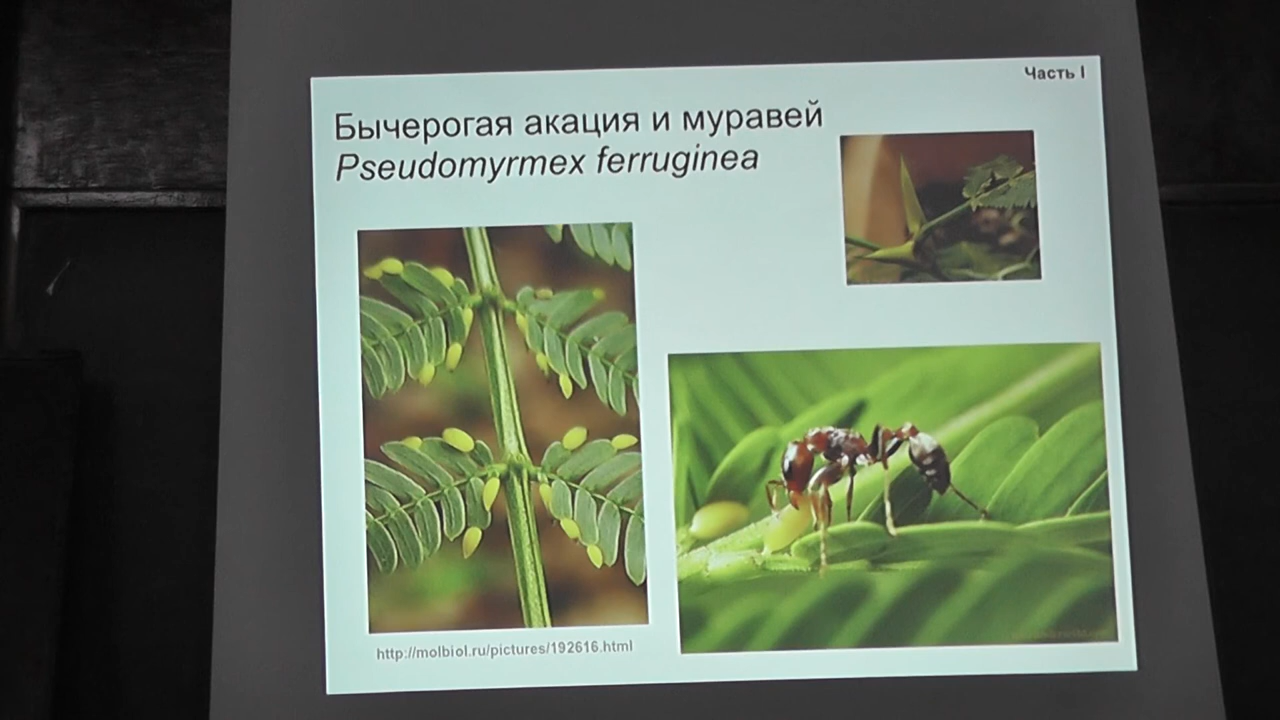 Часть I
Бычерогая акация и муравей
Pseudomyrmex ferruginea
http://molbiol.ru/pictures/192616.html